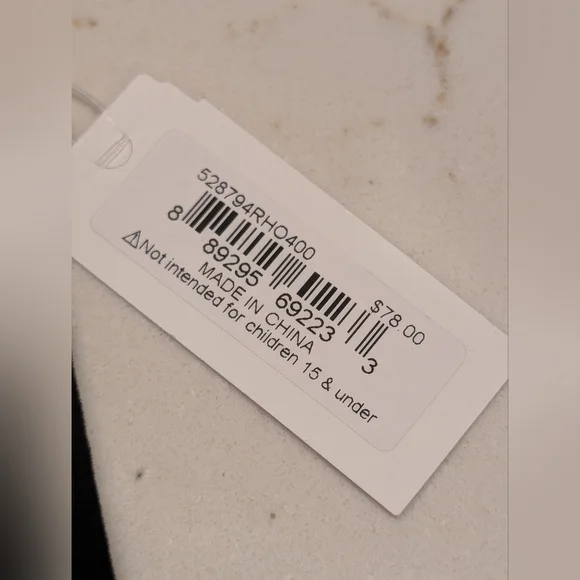 528794RHO400
8 89295 69223 3
$78.00
MADE IN CHINA
⚠Not intended for children 15 & under